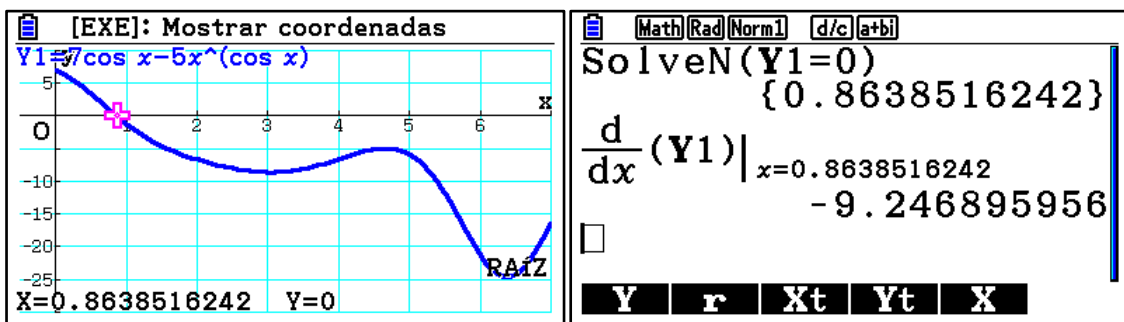 [EXE]: Mostrar coordenadas
Y1=7cos x−5x^(cos x)
y
5
x
O
1 2 3 4 5 6
-10
-15
-20
RAÍZ
-25
X=0.8638516242 Y=0
Math Rad Norm1 d/c a+bi
SolveN(Y1=0)
{0.8638516242}
d/dx (Y1)|x=0.8638516242
-9.246895956
Y r Xt Yt X